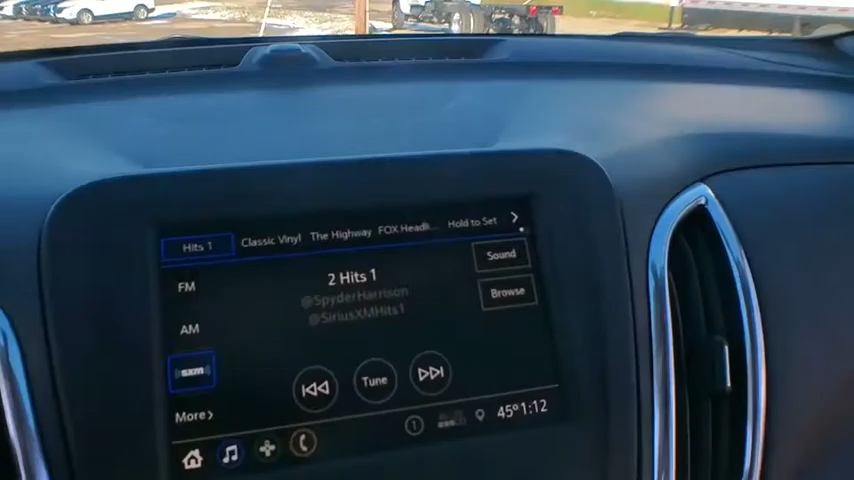 Hits 1 Classic Vinyl The Highway FOX Headl... Hold to Set
2 Hits 1
@SpyderHarrison
@SiriusXMHits1
Sound
Browse
FM
AM
sxm
More
Tune
1 45° 1:12